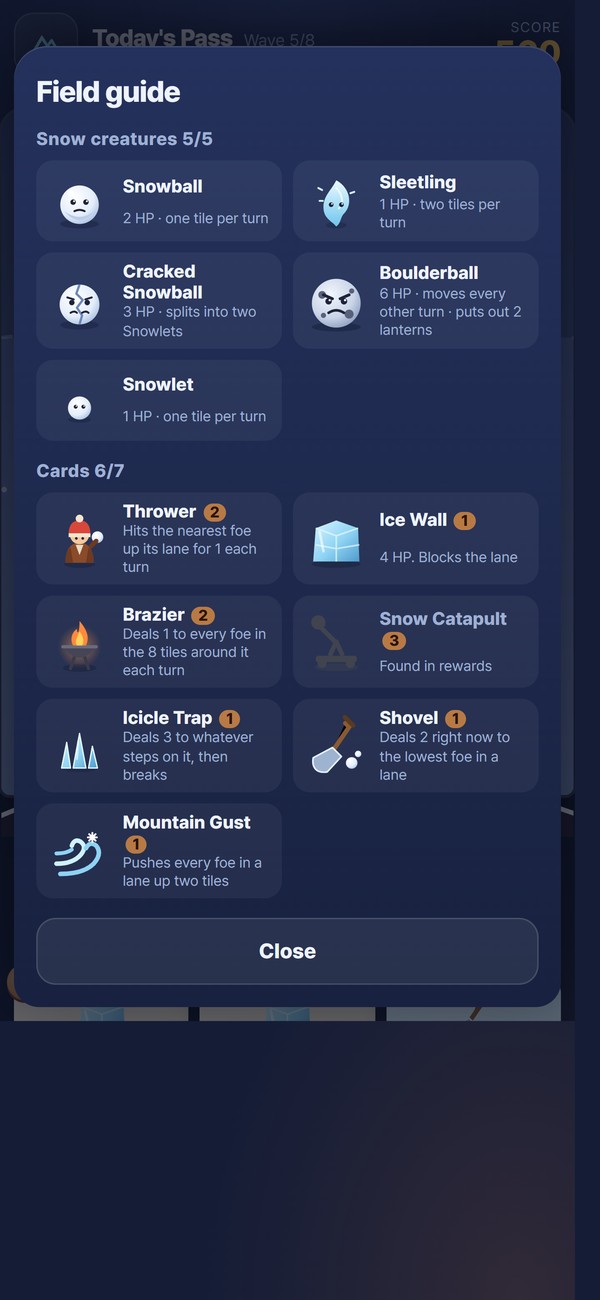 Today's Pass Wave 5/8
SCORE
Field guide
Snow creatures 5/5
Snowball
2 HP · one tile per turn
Sleetling
1 HP · two tiles per
turn
Cracked
Snowball
3 HP · splits into two
Snowlets
Boulderball
6 HP · moves every
other turn · puts out 2
lanterns
Snowlet
1 HP · one tile per turn
Cards 6/7
Thrower 2
Hits the nearest foe
up its lane for 1 each
turn
Ice Wall 1
4 HP. Blocks the lane
Brazier 2
Deals 1 to every foe in
the 8 tiles around it
each turn
Snow Catapult
3
Found in rewards
Icicle Trap 1
Deals 3 to whatever
steps on it, then
breaks
Shovel 1
Deals 2 right now to
the lowest foe in a
lane
Mountain Gust
1
Pushes every foe in a
lane up two tiles
Close